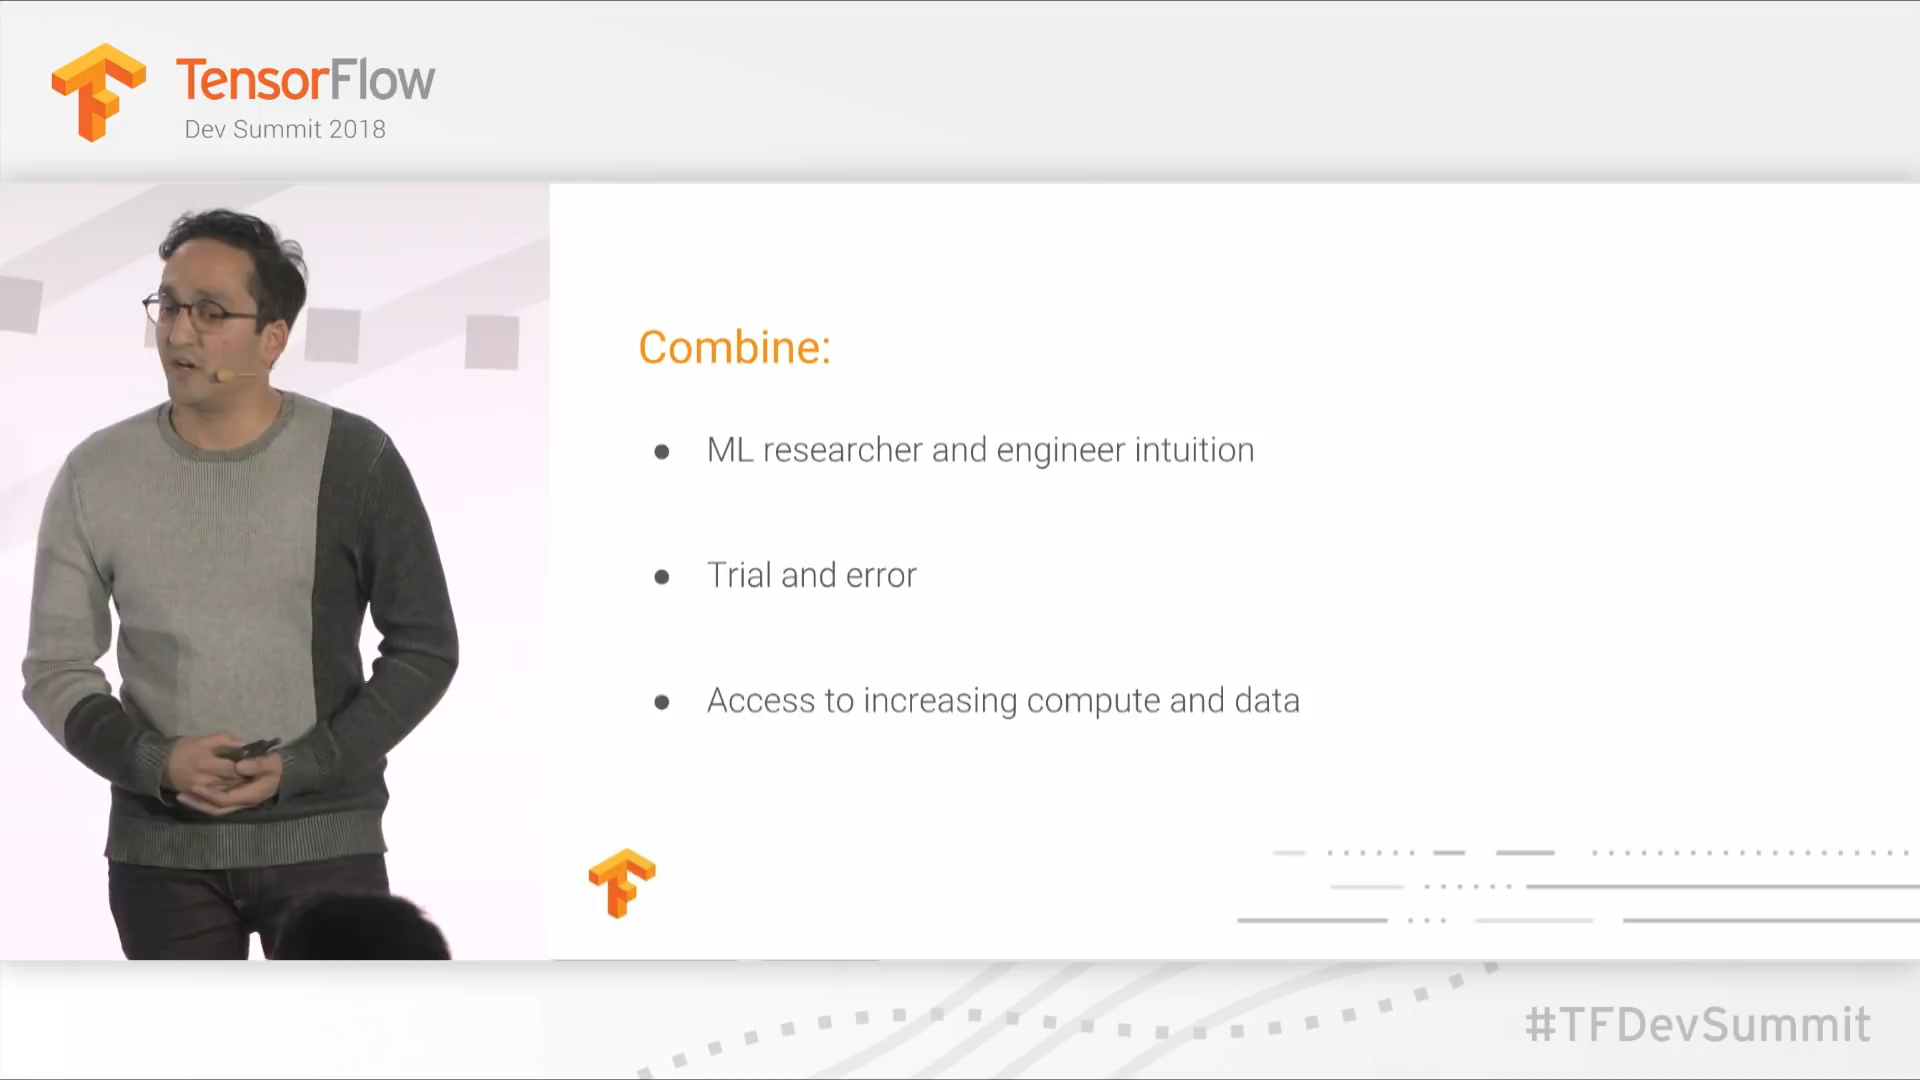 TensorFlow
Dev Summit 2018
Combine:
● ML researcher and engineer intuition
● Trial and error
● Access to increasing compute and data
#TFDevSummit